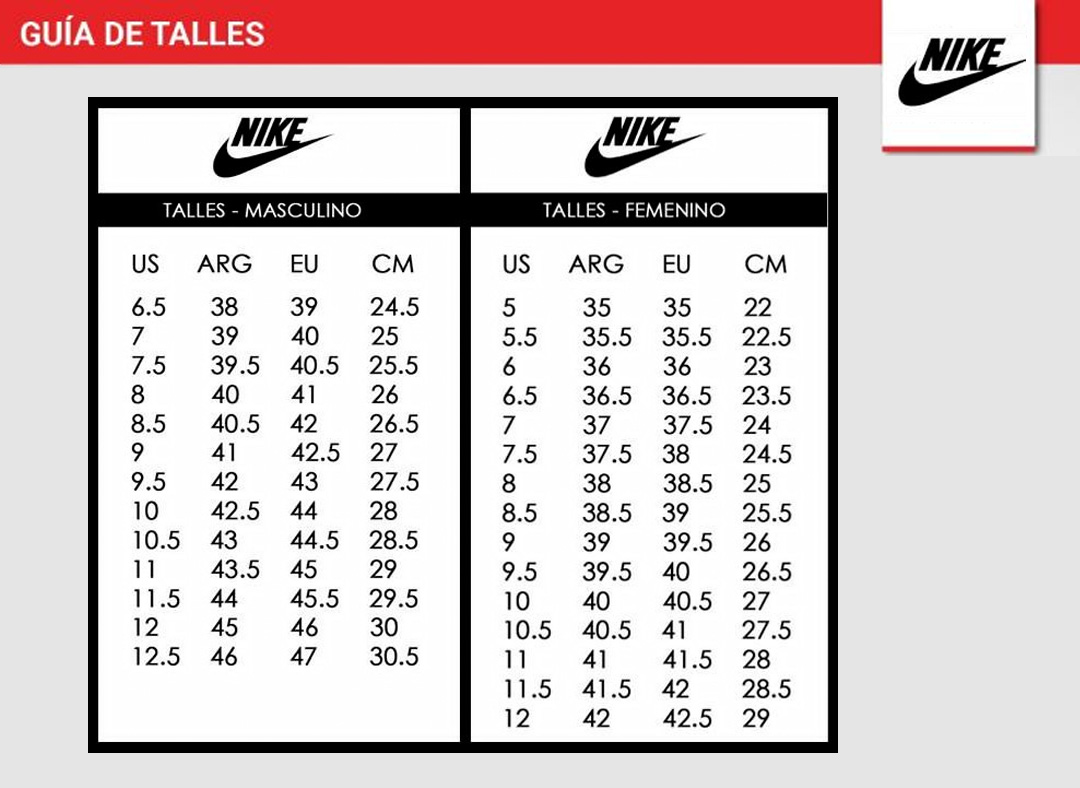 GUÍA DE TALLES
NIKE
NIKE
TALLES - MASCULINO
US ARG EU CM
6.5 38 39 24.5
7 39 40 25
7.5 39.5 40.5 25.5
8 40 41 26
8.5 40.5 42 26.5
9 41 42.5 27
9.5 42 43 27.5
10 42.5 44 28
10.5 43 44.5 28.5
11 43.5 45 29
11.5 44 45.5 29.5
12 45 46 30
12.5 46 47 30.5
NIKE
TALLES - FEMENINO
US ARG EU CM
5 35 35 22
5.5 35.5 35.5 22.5
6 36 36 23
6.5 36.5 36.5 23.5
7 37 37.5 24
7.5 37.5 38 24.5
8 38 38.5 25
8.5 38.5 39 25.5
9 39 39.5 26
9.5 39.5 40 26.5
10 40 40.5 27
10.5 40.5 41 27.5
11 41 41.5 28
11.5 41.5 42 28.5
12 42 42.5 29